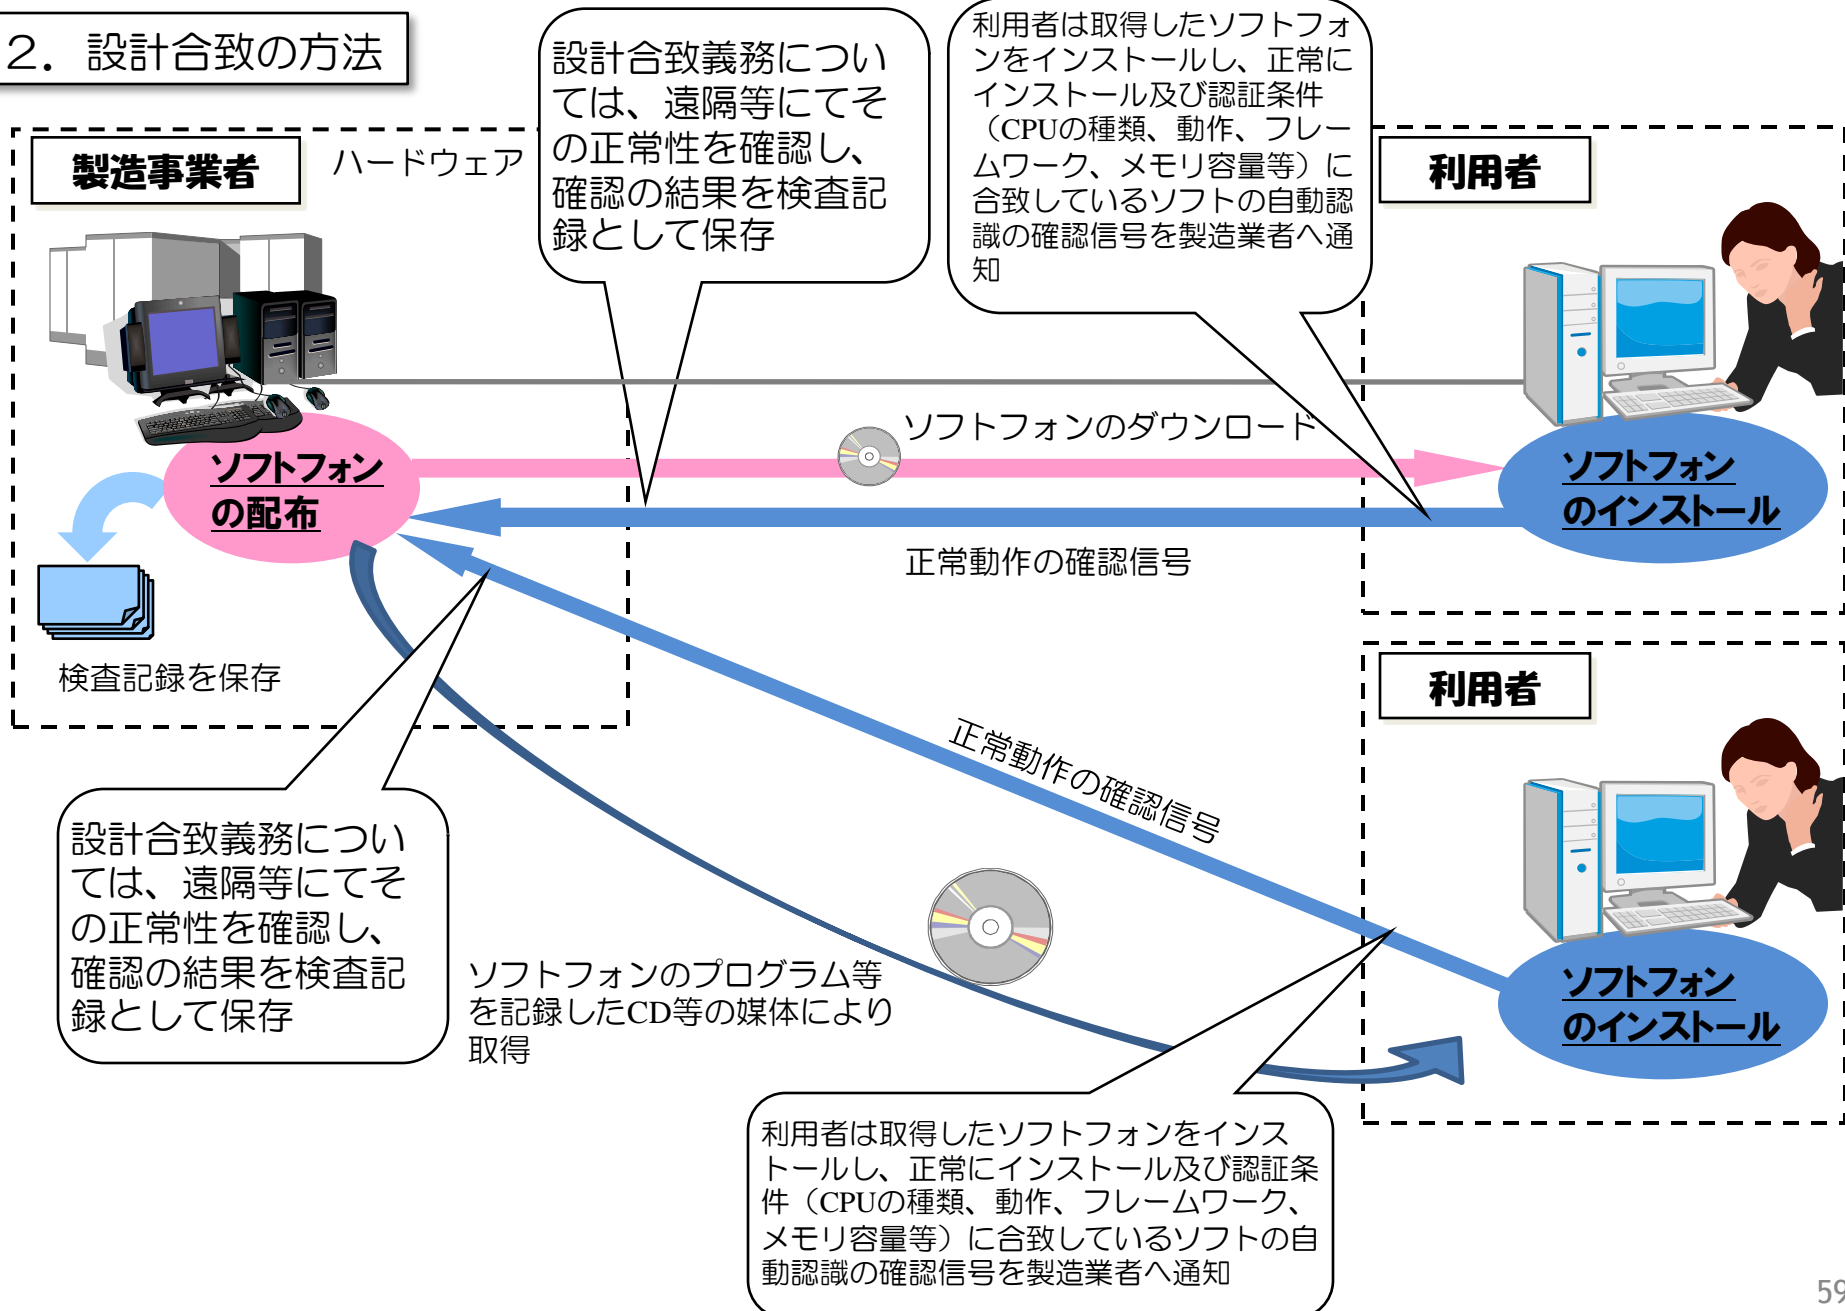 ２．設計合致の方法
設計合致義務につい
ては、遠隔等にてそ
の正常性を確認し、
確認の結果を検査記
録として保存
利用者は取得したソフトフォ
ンをインストールし、正常に
インストール及び認証条件
（CPUの種類、動作、フレー
ムワーク、メモリ容量等）に
合致しているソフトの自動認
識の確認信号を製造業者へ通
知
製造事業者
ハードウェア
利用者
ソフトフォンのダウンロード
ソフトフォン
の配布
ソフトフォン
のインストール
正常動作の確認信号
検査記録を保存
利用者
正常動作の確認信号
設計合致義務につい
ては、遠隔等にてそ
の正常性を確認し、
確認の結果を検査記
録として保存
ソフトフォンのプログラム等
を記録したCD等の媒体により
取得
ソフトフォン
のインストール
利用者は取得したソフトフォンをインス
トールし、正常にインストール及び認証条
件（CPUの種類、動作、フレームワーク、
メモリ容量等）に合致しているソフトの自
動認識の確認信号を製造業者へ通知
59